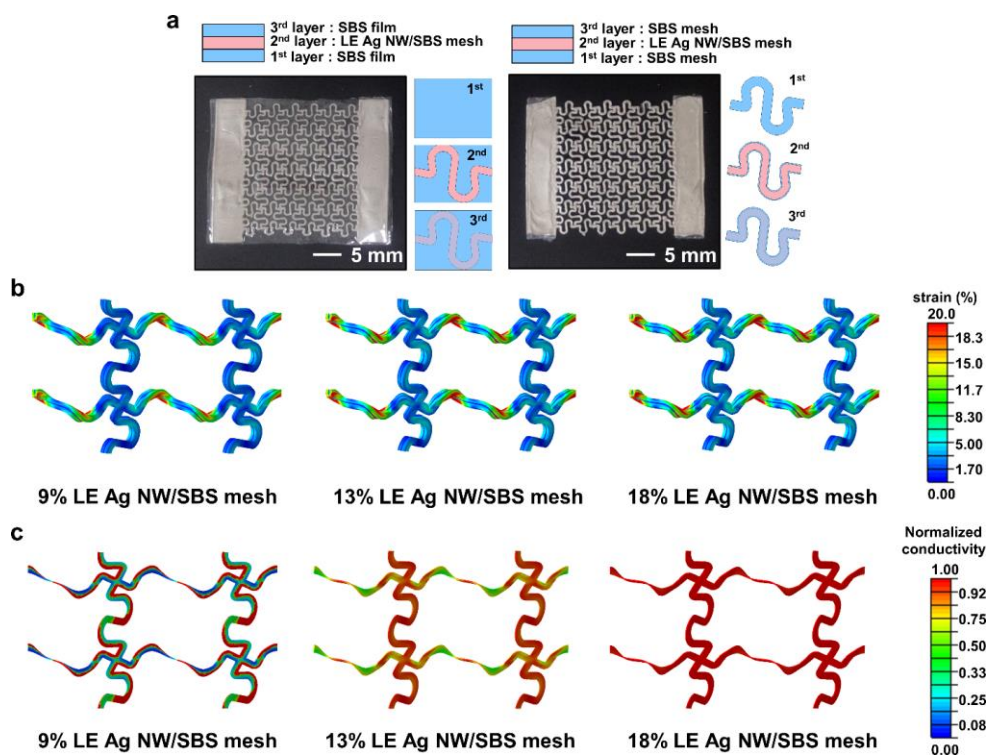 a
3rd layer : SBS film
2nd layer : LE Ag NW/SBS mesh
1st layer : SBS film
3rd layer : SBS mesh
2nd layer : LE Ag NW/SBS mesh
1st layer : SBS mesh
1st
2nd
3rd
5 mm
1st
2nd
3rd
5 mm
b
strain (%)
20.0
18.3
15.0
11.7
8.30
5.00
1.70
0.00
9% LE Ag NW/SBS mesh
13% LE Ag NW/SBS mesh
18% LE Ag NW/SBS mesh
c
Normalized
conductivity
1.00
0.92
0.75
0.50
0.33
0.25
0.08
0.00
9% LE Ag NW/SBS mesh
13% LE Ag NW/SBS mesh
18% LE Ag NW/SBS mesh